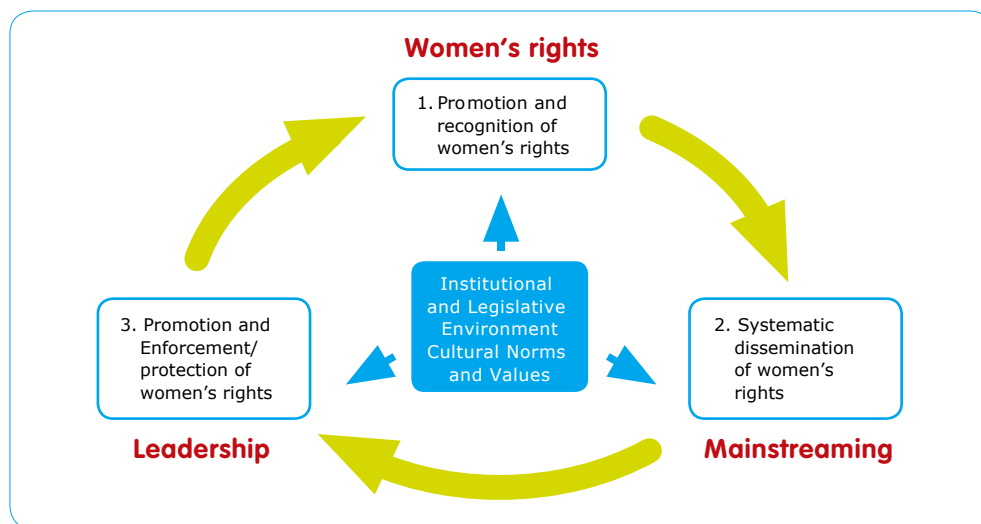 Women's rights
1. Promotion and
recognition of
women's rights
Institutional
and Legislative
Environment
Cultural Norms
and Values
3. Promotion and
Enforcement/
protection of
women's rights
2. Systematic
dissemination
of women's
rights
Leadership
Mainstreaming